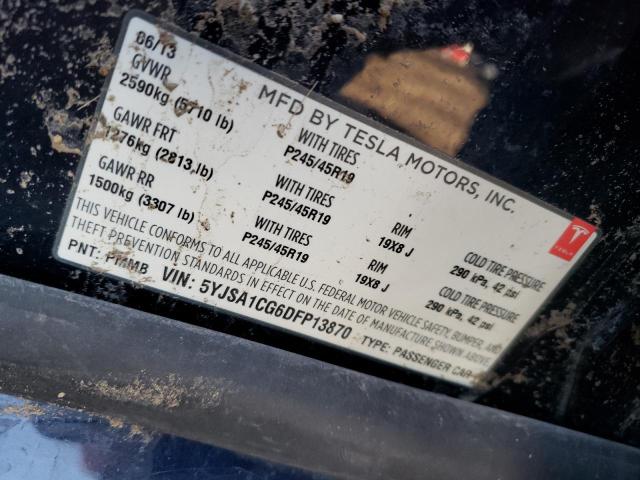 MFD BY TESLA MOTORS, INC.
06/13
GVWR
2590kg (5710 lb) WITH TIRES
P245/45R19
GAWR FRT
1276kg (2813 lb) WITH TIRES RIM COLD TIRE PRESSURE
P245/45R19 19X8 J 290 kPa, 42 psi
GAWR RR
1500kg (3307 lb) WITH TIRES RIM COLD TIRE PRESSURE
P245/45R19 19X8 J 290 kPa, 42 psi
THIS VEHICLE CONFORMS TO ALL APPLICABLE U.S. FEDERAL MOTOR VEHICLE SAFETY, BUMPER, AND
THEFT PREVENTION STANDARDS IN EFFECT ON THE DATE OF MANUFACTURE SHOWN ABOVE.
PNT: VIN: 5YJSA1CG6DFP13870 TYPE: PASSENGER CAR
TESLA